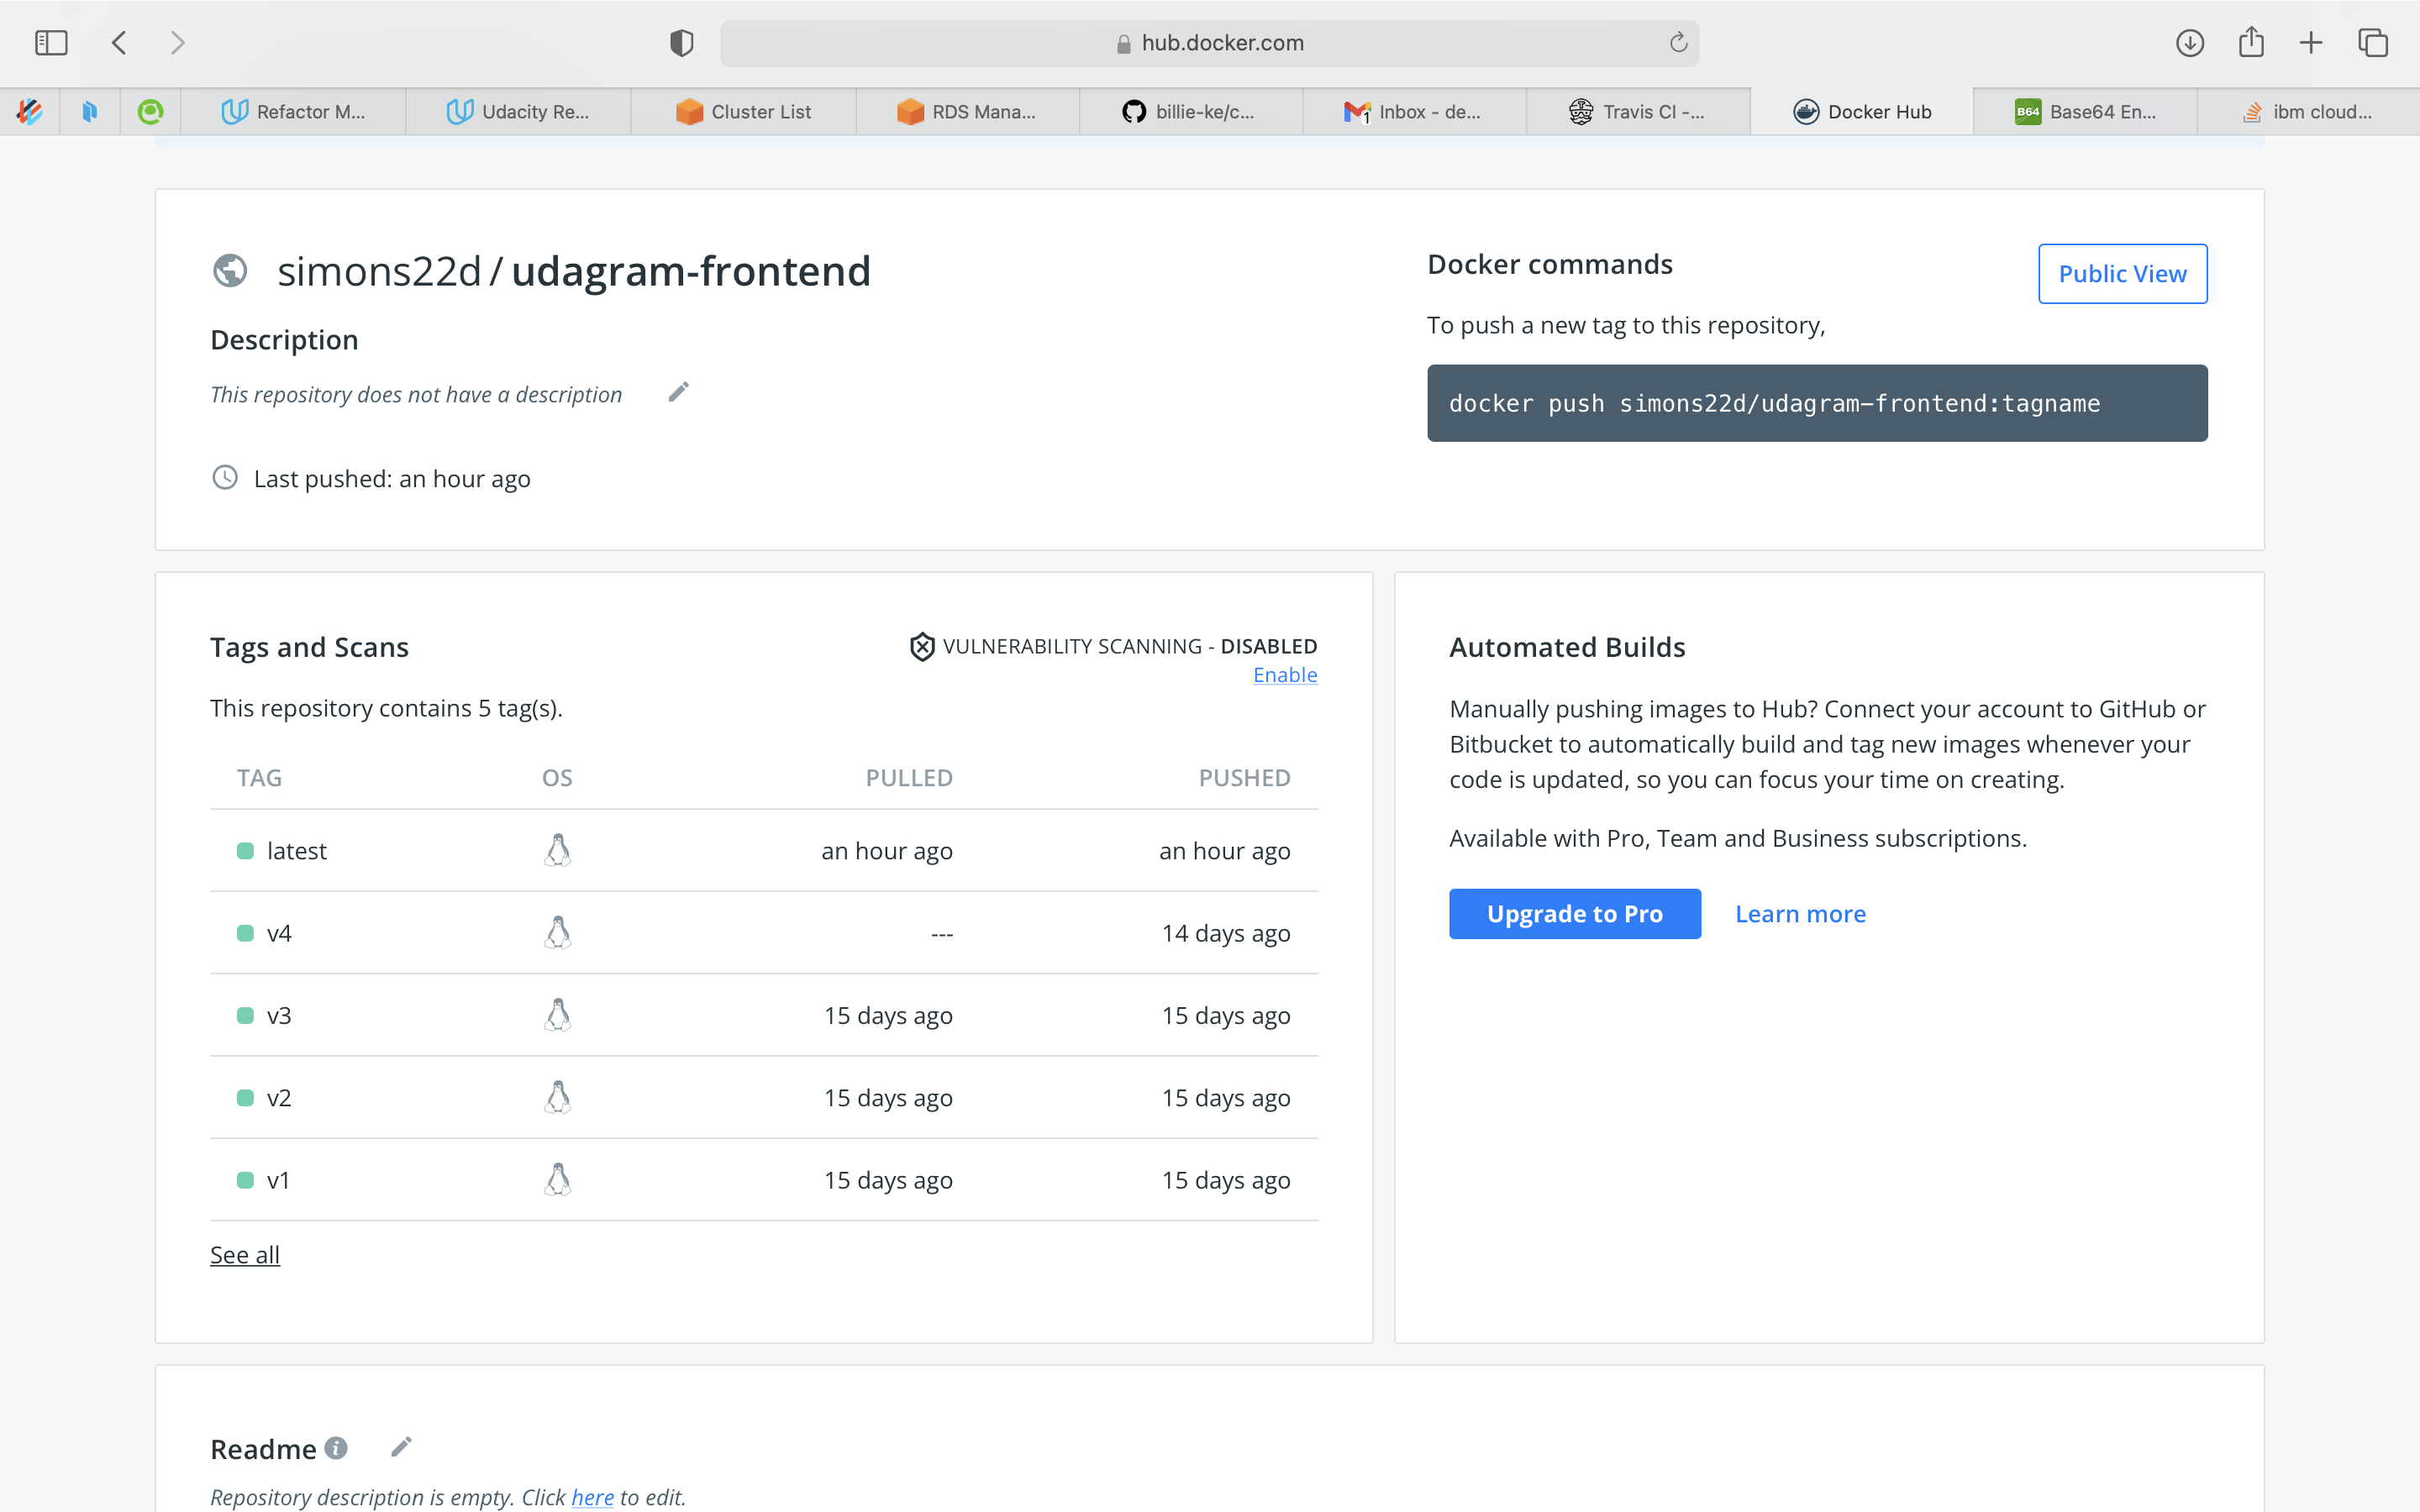 hub.docker.com
Refactor M...
Udacity Re...
Cluster List
RDS Mana...
billie-ke/c...
1
Inbox - de...
Travis CI -...
Docker Hub
B64
Base64 En...
ibm cloud...
simons22d / udagram-frontend
Description
This repository does not have a description
Last pushed: an hour ago
Docker commands
Public View
To push a new tag to this repository,
docker push simons22d/udagram-frontend:tagname
Tags and Scans
VULNERABILITY SCANNING - DISABLED
Enable
This repository contains 5 tag(s).
TAG OS PULLED PUSHED
latest an hour ago an hour ago
v4 --- 14 days ago
v3 15 days ago 15 days ago
v2 15 days ago 15 days ago
v1 15 days ago 15 days ago
See all
Automated Builds
Manually pushing images to Hub? Connect your account to GitHub or
Bitbucket to automatically build and tag new images whenever your
code is updated, so you can focus your time on creating.
Available with Pro, Team and Business subscriptions.
Upgrade to Pro
Learn more
Readme i
Repository description is empty. Click here to edit.